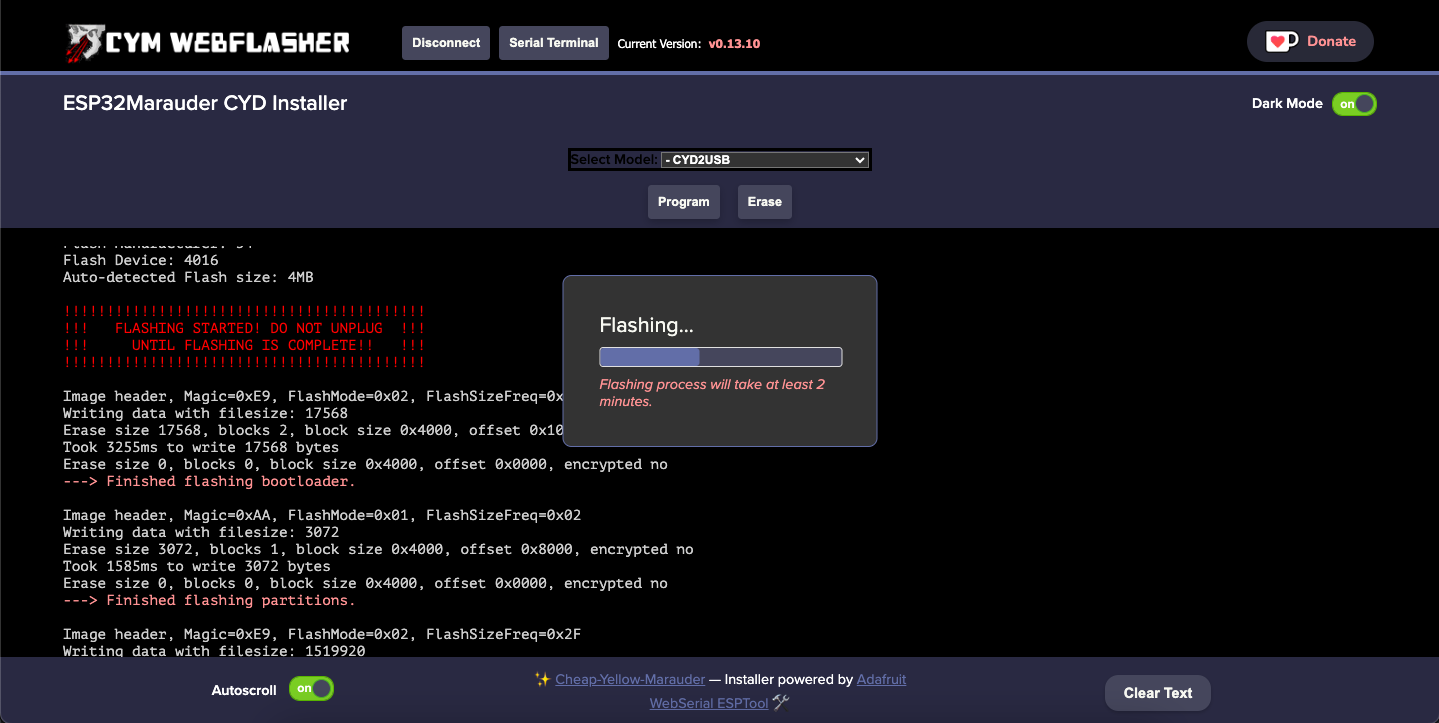 CYM WEBFLASHER
Disconnect
Serial Terminal
Current Version: v0.13.10
Donate
ESP32Marauder CYD Installer
Dark Mode on
Select Model: - CYD2USB
Program
Erase
Flash Manufacturer:
Flash Device: 4016
Auto-detected Flash size: 4MB
!!!!!!!!!!!!!!!!!!!!!!!!!!!!!!!!!!!!!!!!!!
!!! FLASHING STARTED! DO NOT UNPLUG !!!
!!! UNTIL FLASHING IS COMPLETE!! !!!
!!!!!!!!!!!!!!!!!!!!!!!!!!!!!!!!!!!!!!!!!!
Image header, Magic=0xE9, FlashMode=0x02, FlashSizeFreq=0x
Writing data with filesize: 17568
Erase size 17568, blocks 2, block size 0x4000, offset 0x10
Took 3255ms to write 17568 bytes
Erase size 0, blocks 0, block size 0x4000, offset 0x0000, encrypted no
---> Finished flashing bootloader.
Image header, Magic=0xAA, FlashMode=0x01, FlashSizeFreq=0x02
Writing data with filesize: 3072
Erase size 3072, blocks 1, block size 0x4000, offset 0x8000, encrypted no
Took 1585ms to write 3072 bytes
Erase size 0, blocks 0, block size 0x4000, offset 0x0000, encrypted no
---> Finished flashing partitions.
Image header, Magic=0xE9, FlashMode=0x02, FlashSizeFreq=0x2F
Writing data with filesize: 1519920
Flashing...
Flashing process will take at least 2
minutes.
Autoscroll on
✨ Cheap-Yellow-Marauder — Installer powered by Adafruit
WebSerial ESPTool 🛠
Clear Text